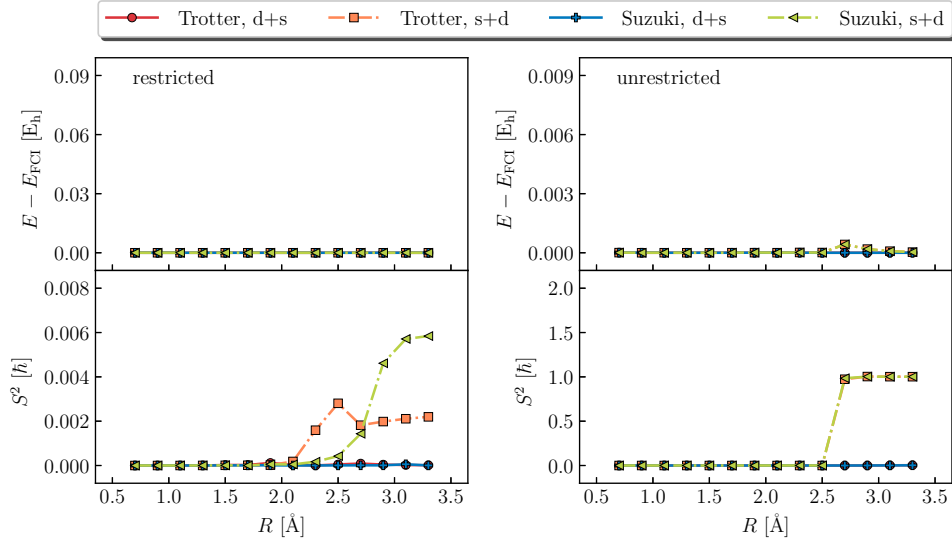 Trotter, d+s Trotter, s+d Suzuki, d+s Suzuki, s+d
restricted
E − E_FCI [E_h]
0.09
0.06
0.03
0.00
unrestricted
E − E_FCI [E_h]
0.009
0.006
0.003
0.000
S² [ħ]
0.008
0.006
0.004
0.002
0.000
0.5 1.0 1.5 2.0 2.5 3.0 3.5
R [Å]
S² [ħ]
2.0
1.5
1.0
0.5
0.0
0.5 1.0 1.5 2.0 2.5 3.0 3.5
R [Å]